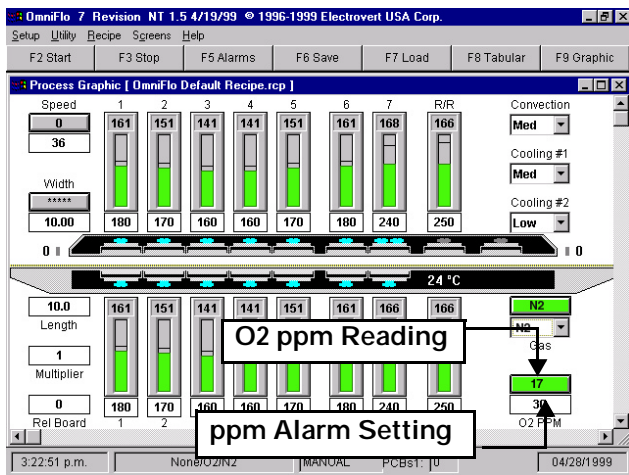 OmniFlo 7 Revision NT 1.5 4/19/99 © 1996-1999 Electrovert USA Corp.
Setup Utility Recipe Screens Help
F2 Start F3 Stop F5 Alarms F6 Save F7 Load F8 Tabular F9 Graphic
Process Graphic [ OmniFlo Default Recipe.rcp ]
Speed 1 2 3 4 5 6 7 R/R Convection
0 161 151 141 141 151 161 168 166 Med
36
Cooling #1
Med
Width
*****
Cooling #2
10.00 180 170 160 160 170 180 240 250 Low
0 0
24 °C
10.0 161 151 141 141 151 161 166 166 N2
Length
O2 ppm Reading
N2
Gas
1
Multiplier
17
0 180 170 160 160 170 180 240 250 30
Rel Board 1 2 O2 PPM
ppm Alarm Setting
3:22:51 p.m. None/O2/N2 MANUAL PCBs1: 0 04/28/1999